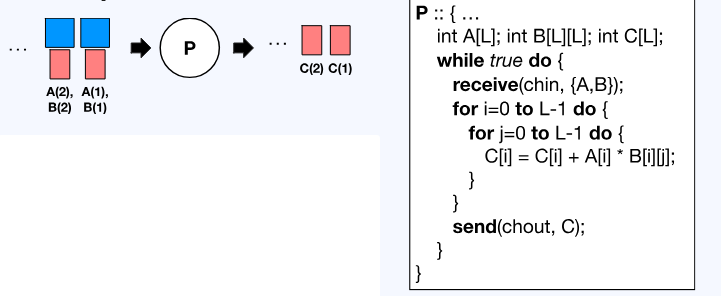 ...
P
...
C(2) C(1)
A(2), A(1),
B(2) B(1)
P :: { ...
int A[L]; int B[L][L]; int C[L];
while true do {
receive(chin, {A,B});
for i=0 to L-1 do {
for j=0 to L-1 do {
C[i] = C[i] + A[i] * B[i][j];
}
}
send(chout, C);
}
}